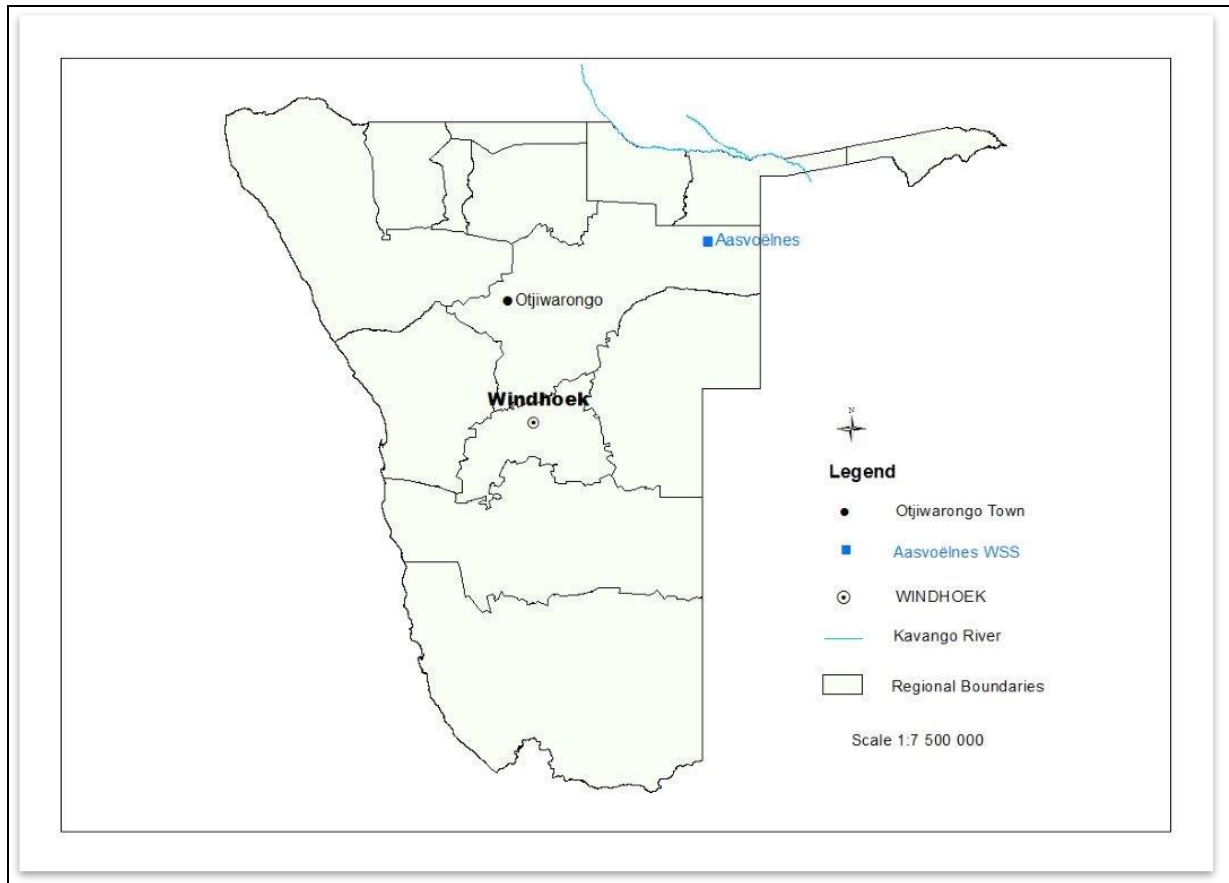 Aasvoëlnes
Otjiwarongo
Windhoek
N
Legend
Otjiwarongo Town
Aasvoëlnes WSS
WINDHOEK
Kavango River
Regional Boundaries
Scale 1:7 500 000